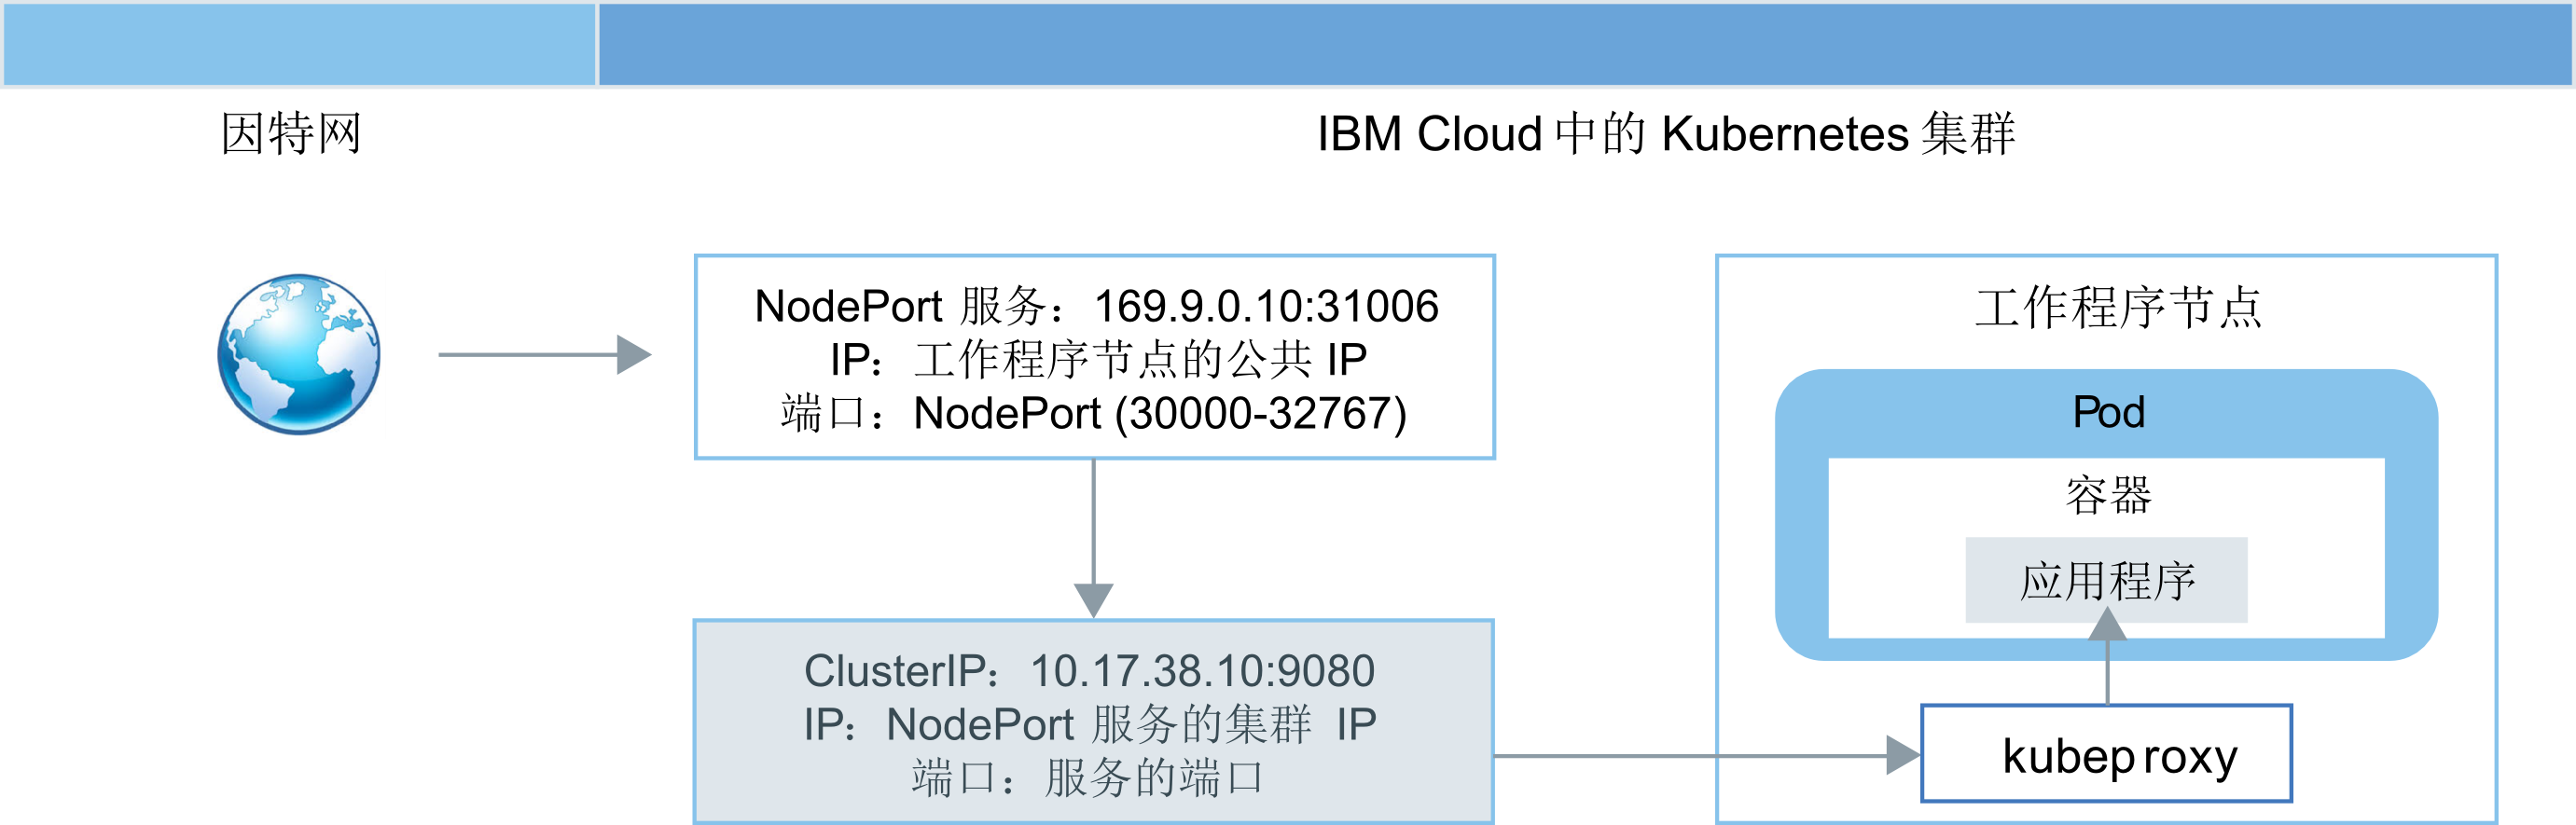 因特网
IBM Cloud 中的 Kubernetes 集群
NodePort 服务：169.9.0.10:31006
IP：工作程序节点的公共 IP
端口：NodePort (30000-32767)
ClusterIP：10.17.38.10:9080
IP：NodePort 服务的集群 IP
端口：服务的端口
工作程序节点
Pod
容器
应用程序
kubep roxy